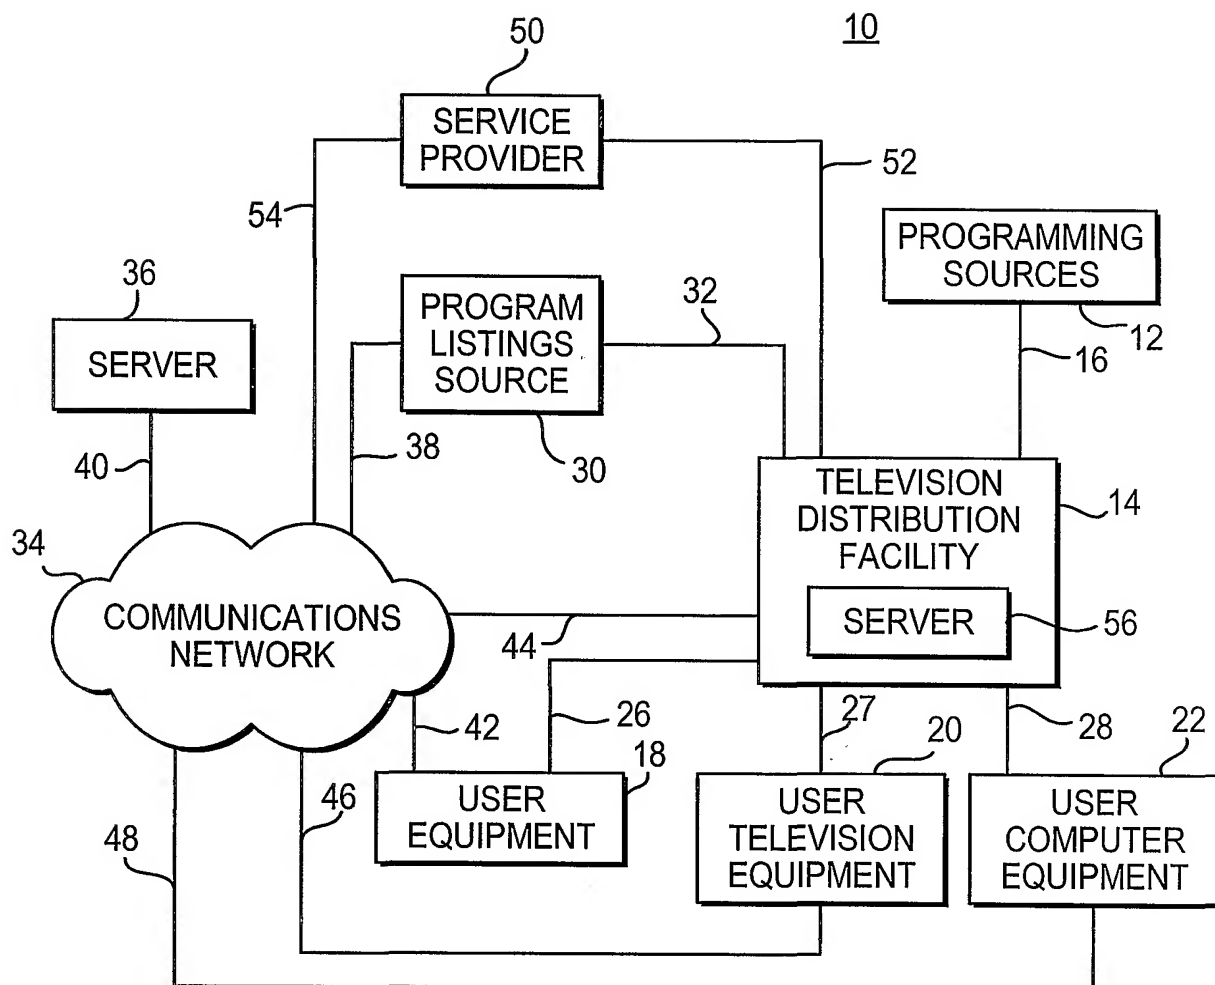 10
50
SERVICE
PROVIDER
52
54
PROGRAMMING
SOURCES
12
16
36
SERVER
40
PROGRAM
LISTINGS
SOURCE
32
38
30
TELEVISION
DISTRIBUTION
FACILITY
14
SERVER
56
34
COMMUNICATIONS
NETWORK
44
42
26
27
28
18
USER
EQUIPMENT
20
USER
TELEVISION
EQUIPMENT
22
USER
COMPUTER
EQUIPMENT
46
48